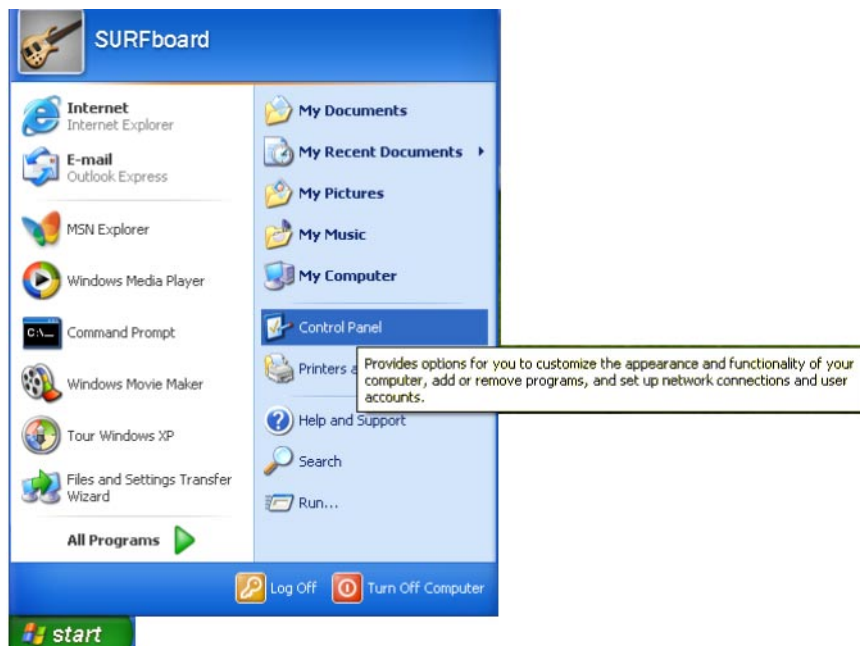 SURFboard
Internet
Internet Explorer
E-mail
Outlook Express
MSN Explorer
Windows Media Player
C:\_
Command Prompt
Windows Movie Maker
Tour Windows XP
Files and Settings Transfer
Wizard
All Programs
My Documents
My Recent Documents
My Pictures
My Music
My Computer
Control Panel
Printers a
Provides options for you to customize the appearance and functionality of your
computer, add or remove programs, and set up network connections and user
accounts.
Help and Support
Search
Run...
Log Off
Turn Off Computer
start